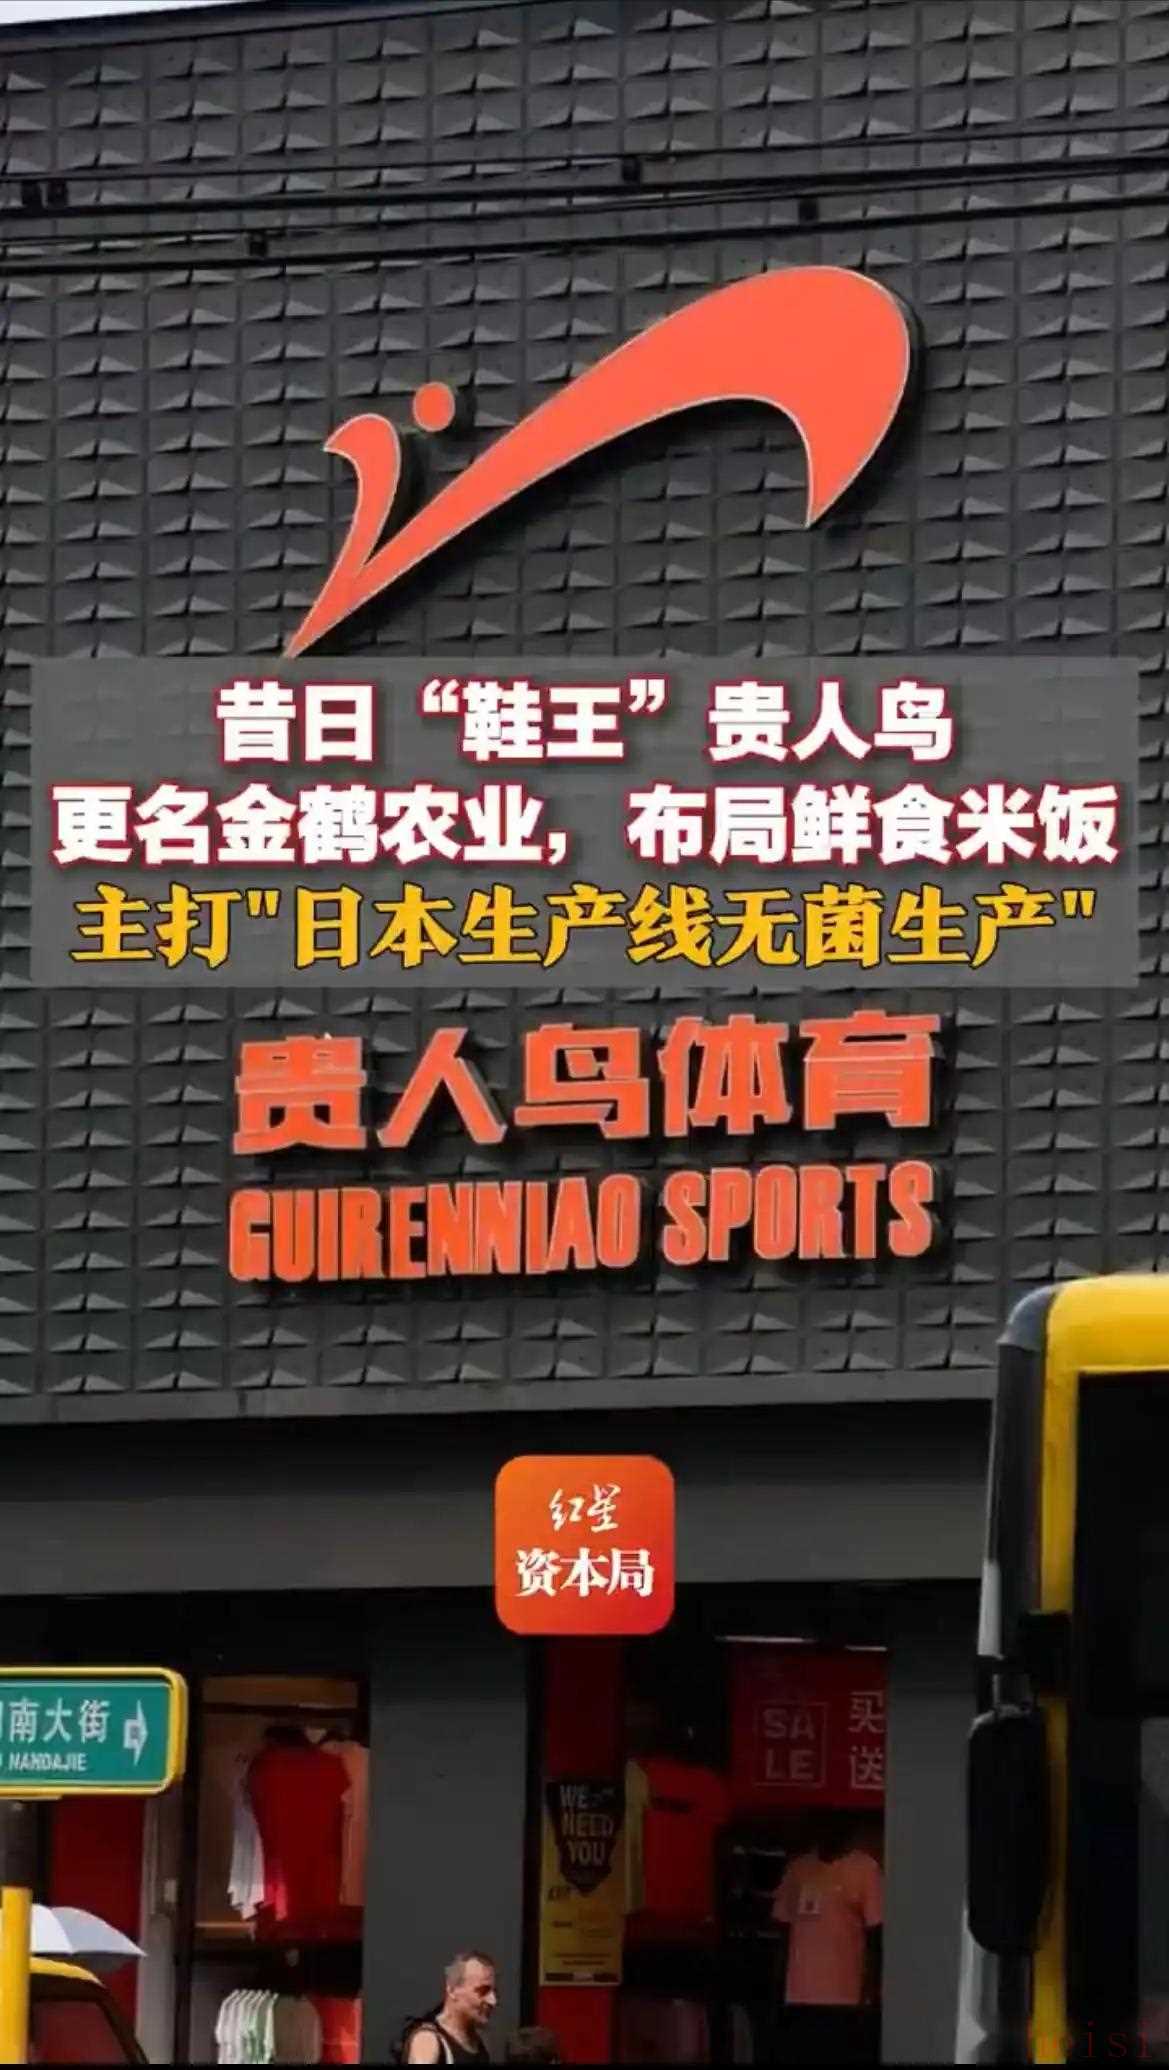 昔日“鞋王”贵人鸟
更名金鹤农业，布局鲜食米饭
主打"日本生产线无菌生产"
贵人鸟体育
GUIRENNIAO SPORTS
红星
资本局
南大街
NANDAJIE
SA
LE
买
送
WE
NEED
YOU
heisi